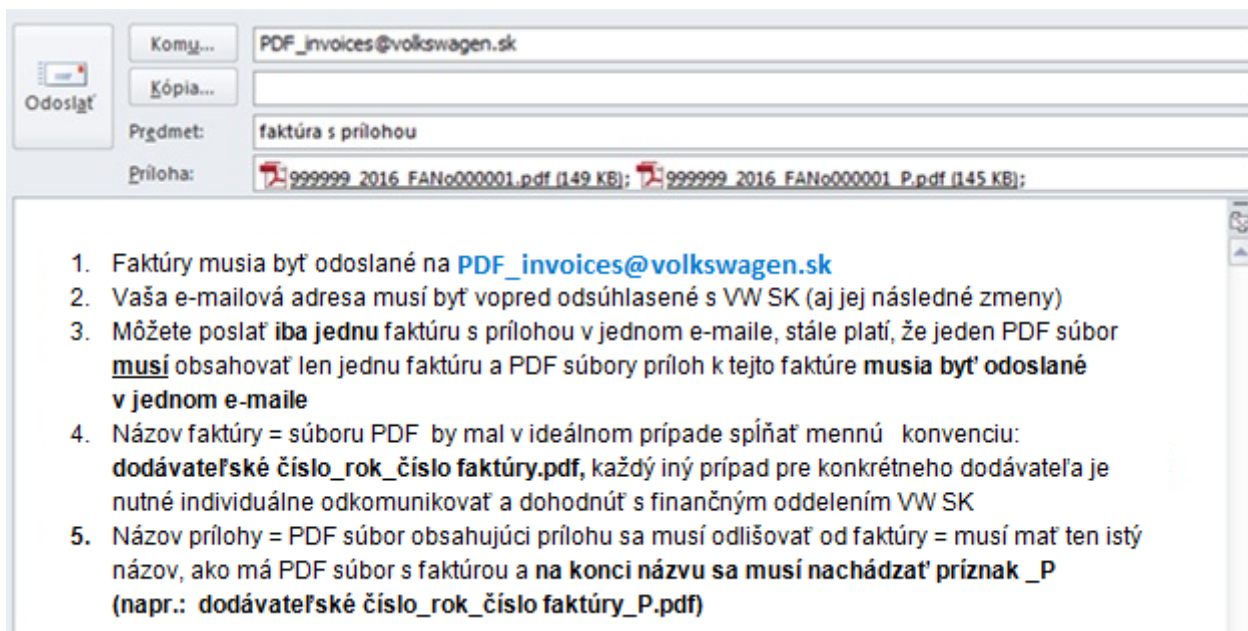 Komu...
PDF_invoices@volkswagen.sk
Kópia...
Odoslať
Predmet:
faktúra s prílohou
Príloha:
999999_2016_FANo000001.pdf (149 KB); 999999_2016_FANo000001_P.pdf (145 KB);
1. Faktúry musia byť odoslané na PDF_invoices@volkswagen.sk
2. Vaša e-mailová adresa musí byť vopred odsúhlasené s VW SK (aj jej následné zmeny)
3. Môžete poslať iba jednu faktúru s prílohou v jednom e-maile, stále platí, že jeden PDF súbor
musí obsahovať len jednu faktúru a PDF súbory príloh k tejto faktúre musia byť odoslané
v jednom e-maile
4. Názov faktúry = súboru PDF by mal v ideálnom prípade spĺňať mennú konvenciu:
dodávateľské číslo_rok_číslo faktúry.pdf, každý iný prípad pre konkrétneho dodávateľa je
nutné individuálne odkomunikovať a dohodnúť s finančným oddelením VW SK
5. Názov prílohy = PDF súbor obsahujúci prílohu sa musí odlišovať od faktúry = musí mať ten istý
názov, ako má PDF súbor s faktúrou a na konci názvu sa musí nachádzať príznak _P
(napr.: dodávateľské číslo_rok_číslo faktúry_P.pdf)